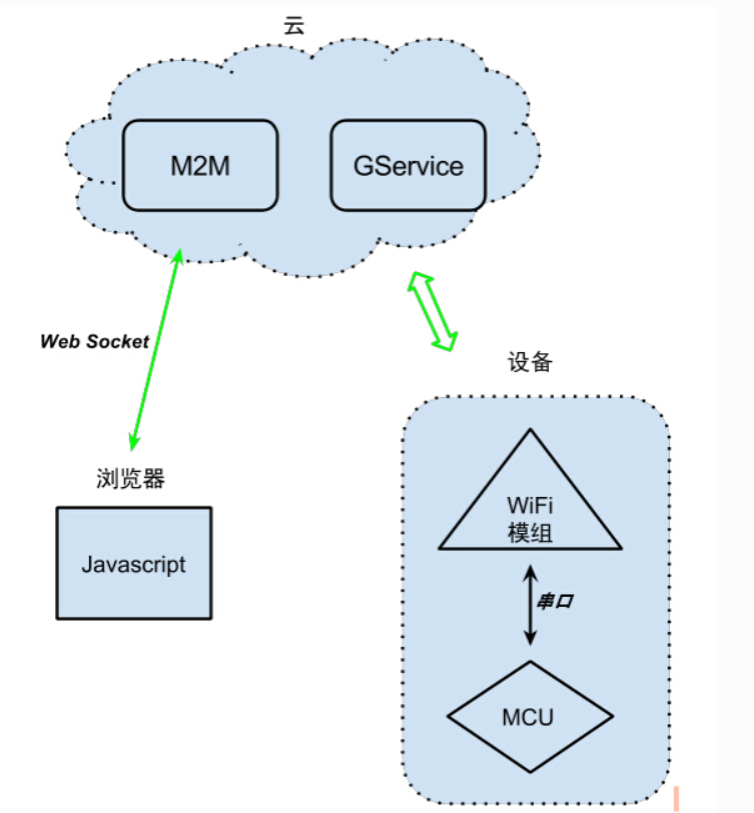 云
M2M
GService
Web Socket
设备
浏览器
WiFi
模组
Javascript
串口
MCU